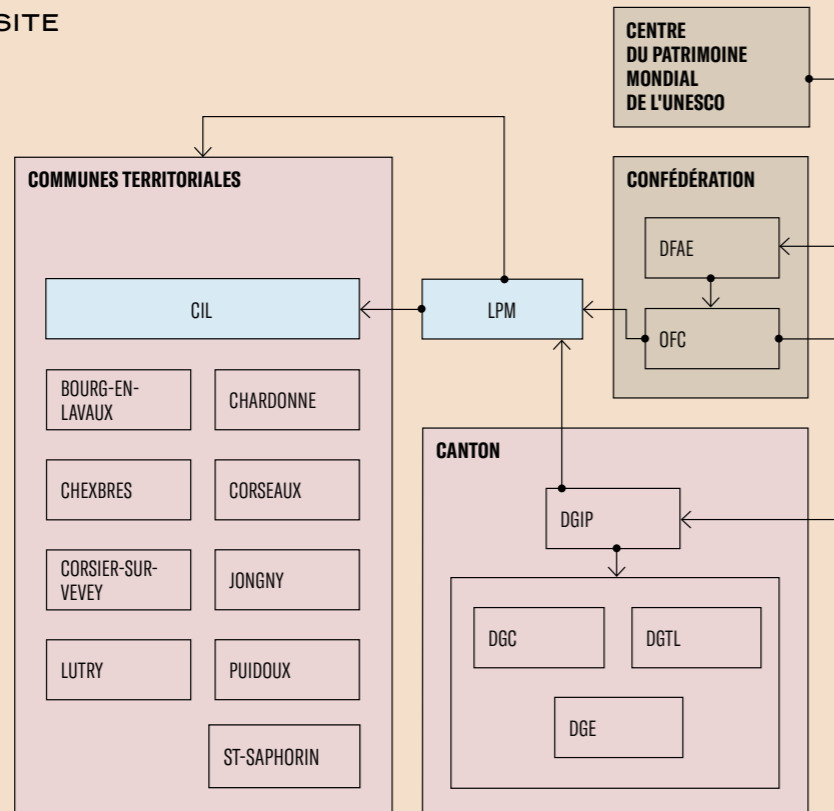 SITE
CENTRE
DU PATRIMOINE
MONDIAL
DE L'UNESCO
COMMUNES TERRITORIALES
CONFÉDÉRATION
DFAE
CIL
LPM
OFC
BOURG-EN-
LAVAUX
CHARDONNE
CANTON
CHEXBRES
CORSEAUX
DGIP
CORSIER-SUR-
VEVEY
JONGNY
DGC
DGTL
LUTRY
PUIDOUX
DGE
ST-SAPHORIN